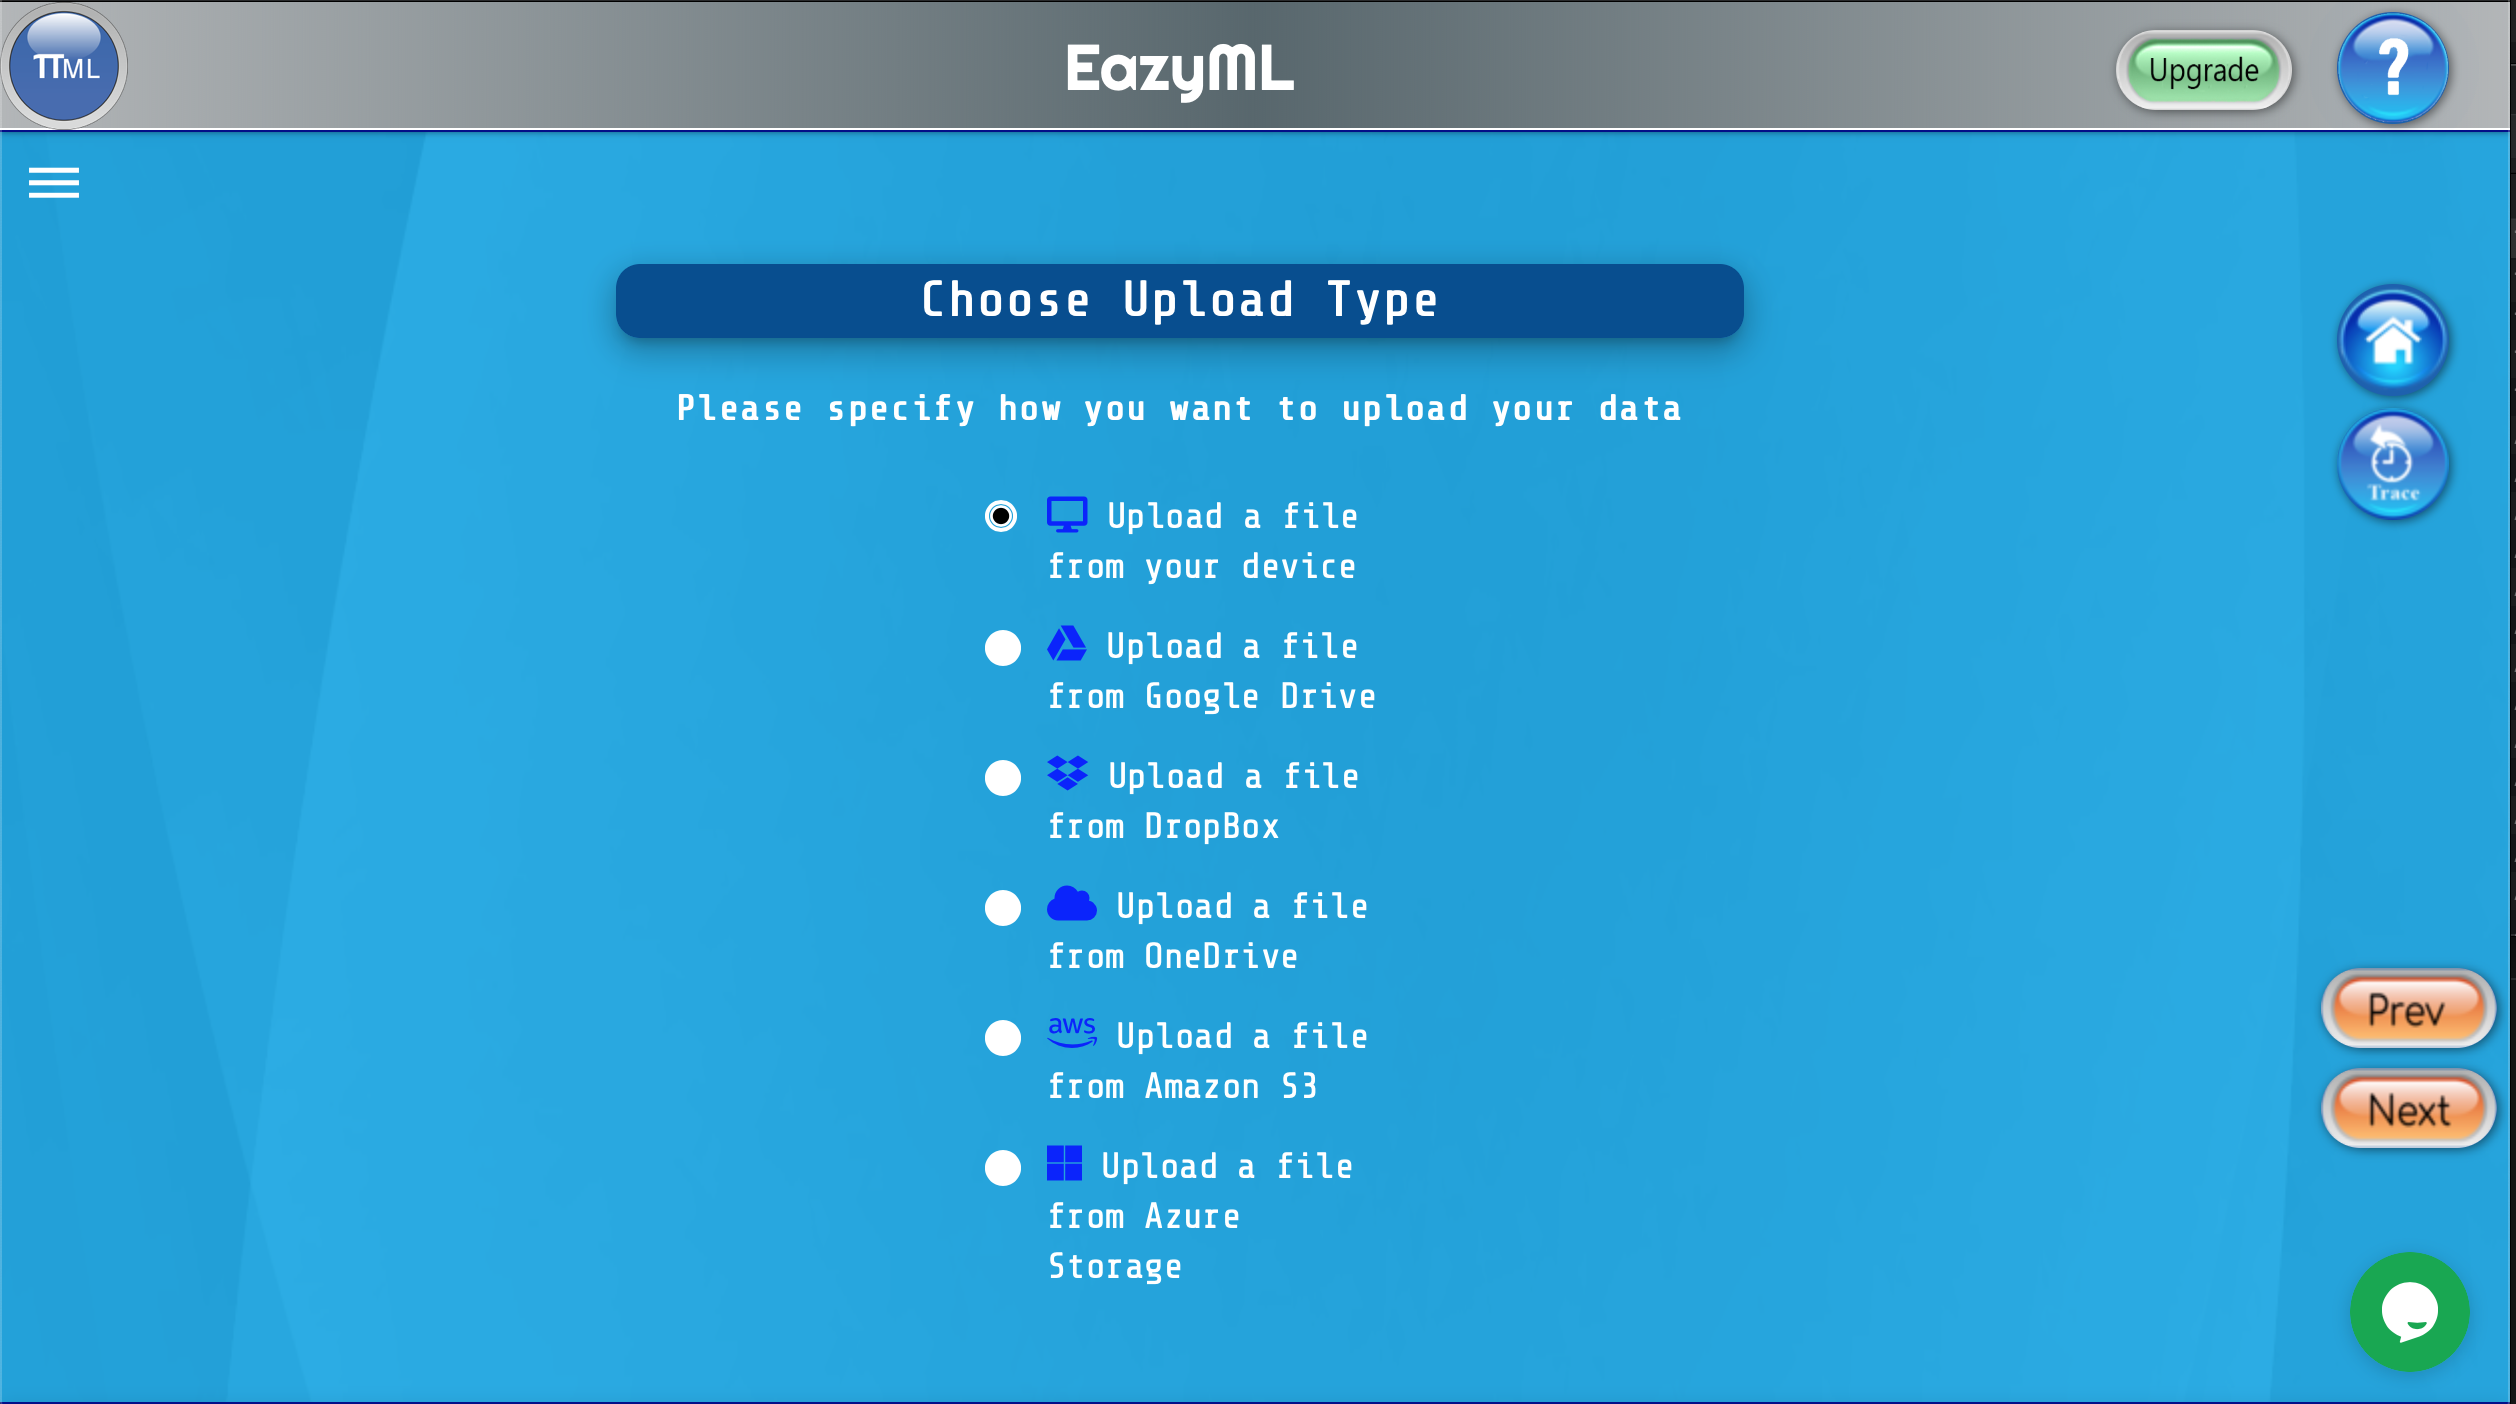 TTML
EazyML
Upgrade
?
Choose Upload Type
Please specify how you want to upload your data
Upload a file
from your device
Upload a file
from Google Drive
Upload a file
from DropBox
Upload a file
from OneDrive
aws Upload a file
from Amazon S3
Upload a file
from Azure
Storage
Trace
Prev
Next